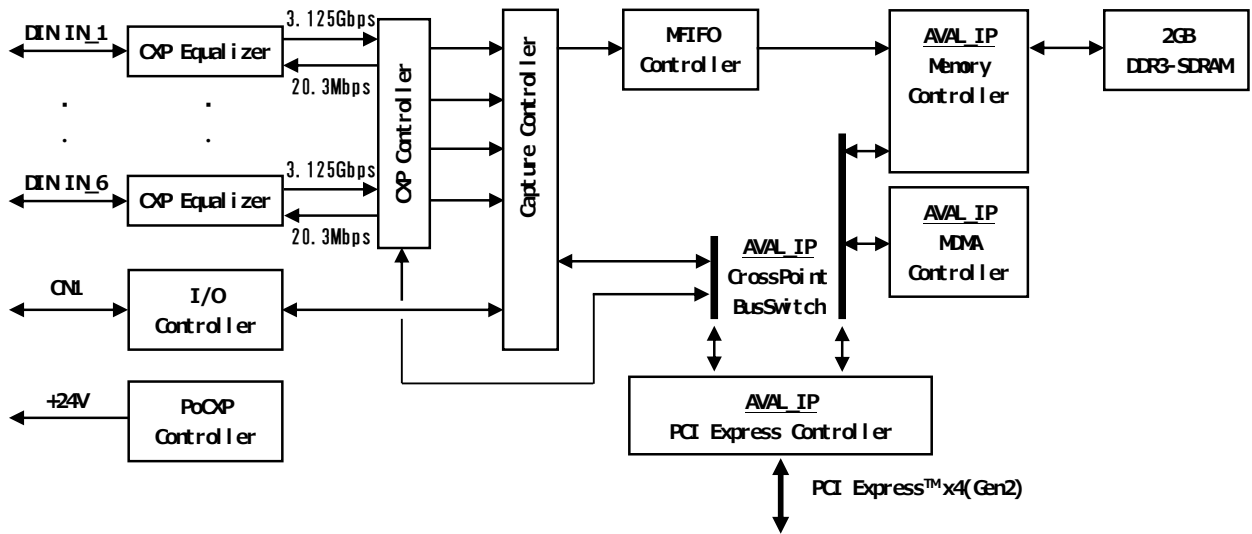 DIN IN_1
CXP Equalizer
3.125Gbps
20.3Mbps
DIN IN_6
CXP Equalizer
3.125Gbps
20.3Mbps
CXP Controller
Capture Controller
MFIFO
Controller
AVAL_IP
Memory
Controller
2GB
DDR3-SDRAM
AVAL_IP
MDMA
Controller
AVAL_IP
CrossPoint
BusSwitch
CN1
I/O
Controller
+24V
PoCXP
Controller
AVAL_IP
PCI Express Controller
PCI Express™ x4(Gen2)